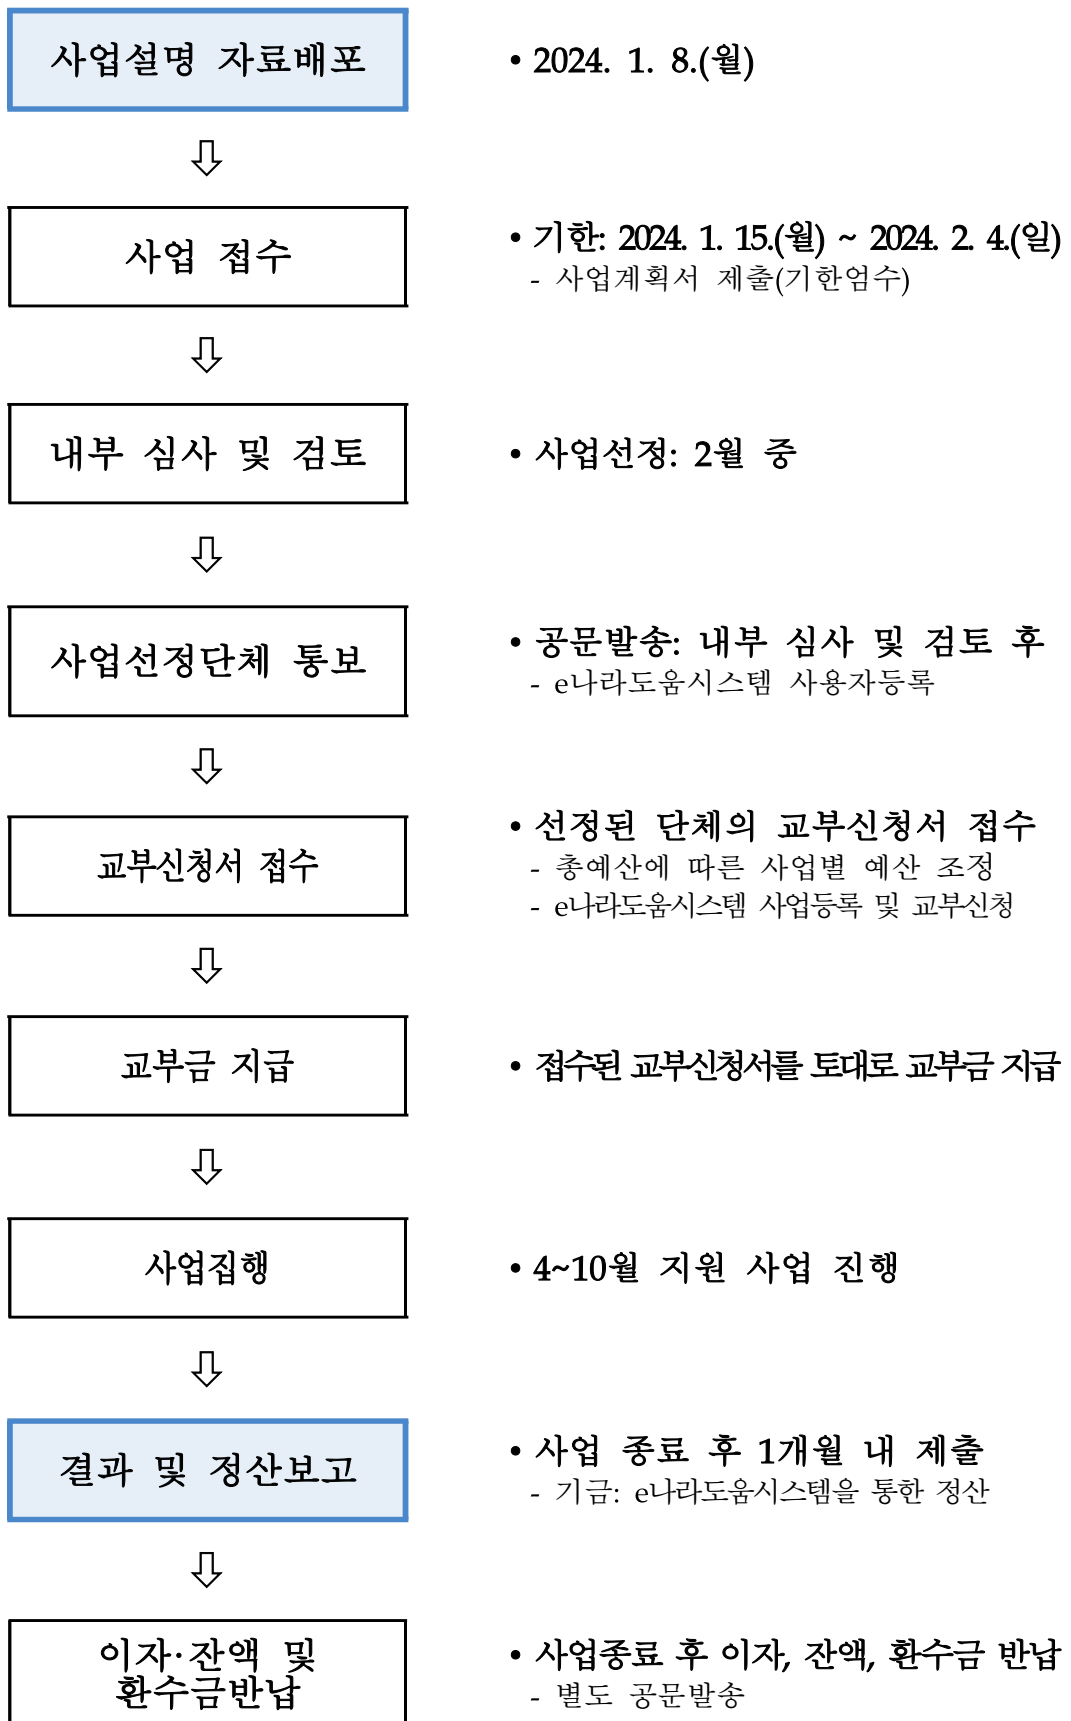 사업설명 자료배포
• 2024. 1. 8.(월)
사업 접수
• 기한: 2024. 1. 15.(월) ~ 2024. 2. 4.(일)
- 사업계획서 제출(기한엄수)
내부 심사 및 검토
• 사업선정: 2월 중
사업선정단체 통보
• 공문발송: 내부 심사 및 검토 후
- e나라도움시스템 사용자등록
교부신청서 접수
• 선정된 단체의 교부신청서 접수
- 총예산에 따른 사업별 예산 조정
- e나라도움시스템 사업등록 및 교부신청
교부금 지급
• 접수된 교부신청서를 토대로 교부금 지급
사업집행
• 4~10월 지원 사업 진행
결과 및 정산보고
• 사업 종료 후 1개월 내 제출
- 기금: e나라도움시스템을 통한 정산
이자·잔액 및
환수금반납
• 사업종료 후 이자, 잔액, 환수금 반납
- 별도 공문발송